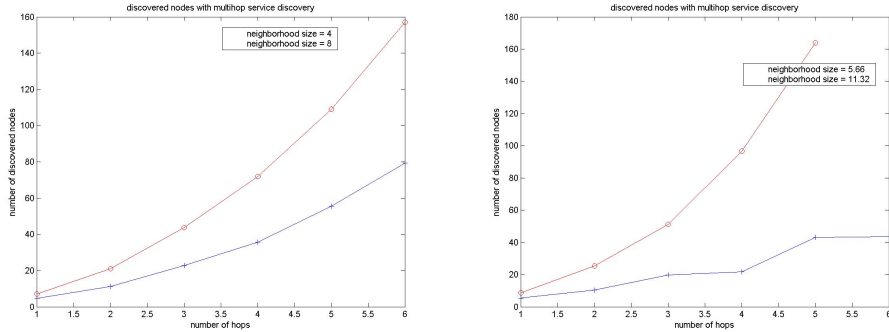 discovered nodes with multihop service discovery
160
140
120
100
80
60
40
20
0
number of discovered nodes
neighborhood size = 4
neighborhood size = 8
1 1.5 2 2.5 3 3.5 4 4.5 5 5.5 6
number of hops
discovered nodes with multihop service discovery
180
160
140
120
100
80
60
40
20
0
number of discovered nodes
neighborhood size = 5.66
neighborhood size = 11.32
1 1.5 2 2.5 3 3.5 4 4.5 5 5.5 6
number of hops